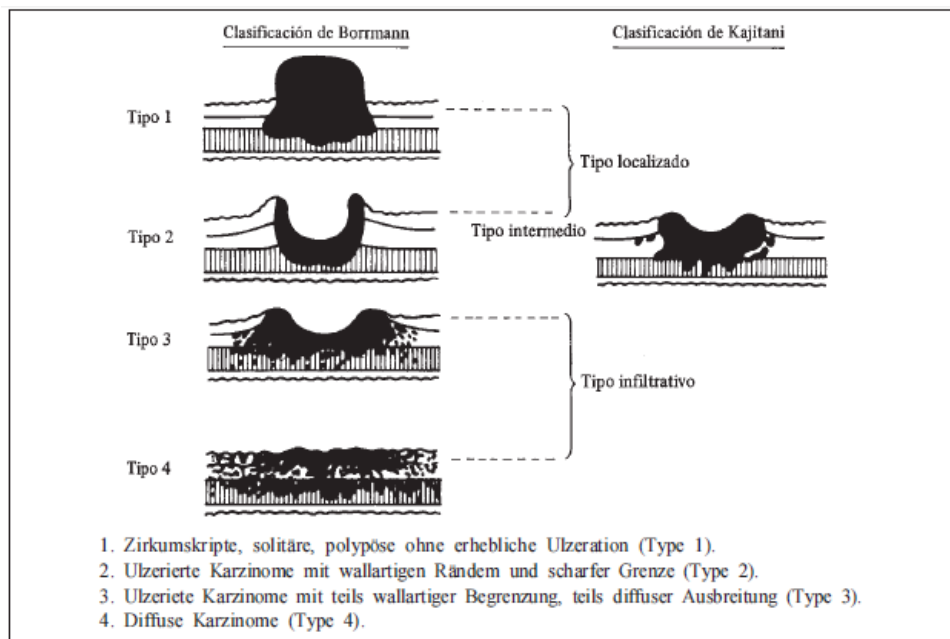 Clasificación de Borrmann
Clasificación de Kajitani
Tipo 1
Tipo localizado
Tipo 2
Tipo intermedio
Tipo 3
Tipo infiltrativo
Tipo 4
1. Zirkumskripte, solitäre, polypöse ohne erhebliche Ulzeration (Type 1).
2. Ulzerierte Karzinome mit wallartigen Rändem und scharfer Grenze (Type 2).
3. Ulzeriete Karzinome mit teils wallartiger Begrenzung, teils diffuser Ausbreitung (Type 3).
4. Diffuse Karzinome (Type 4).